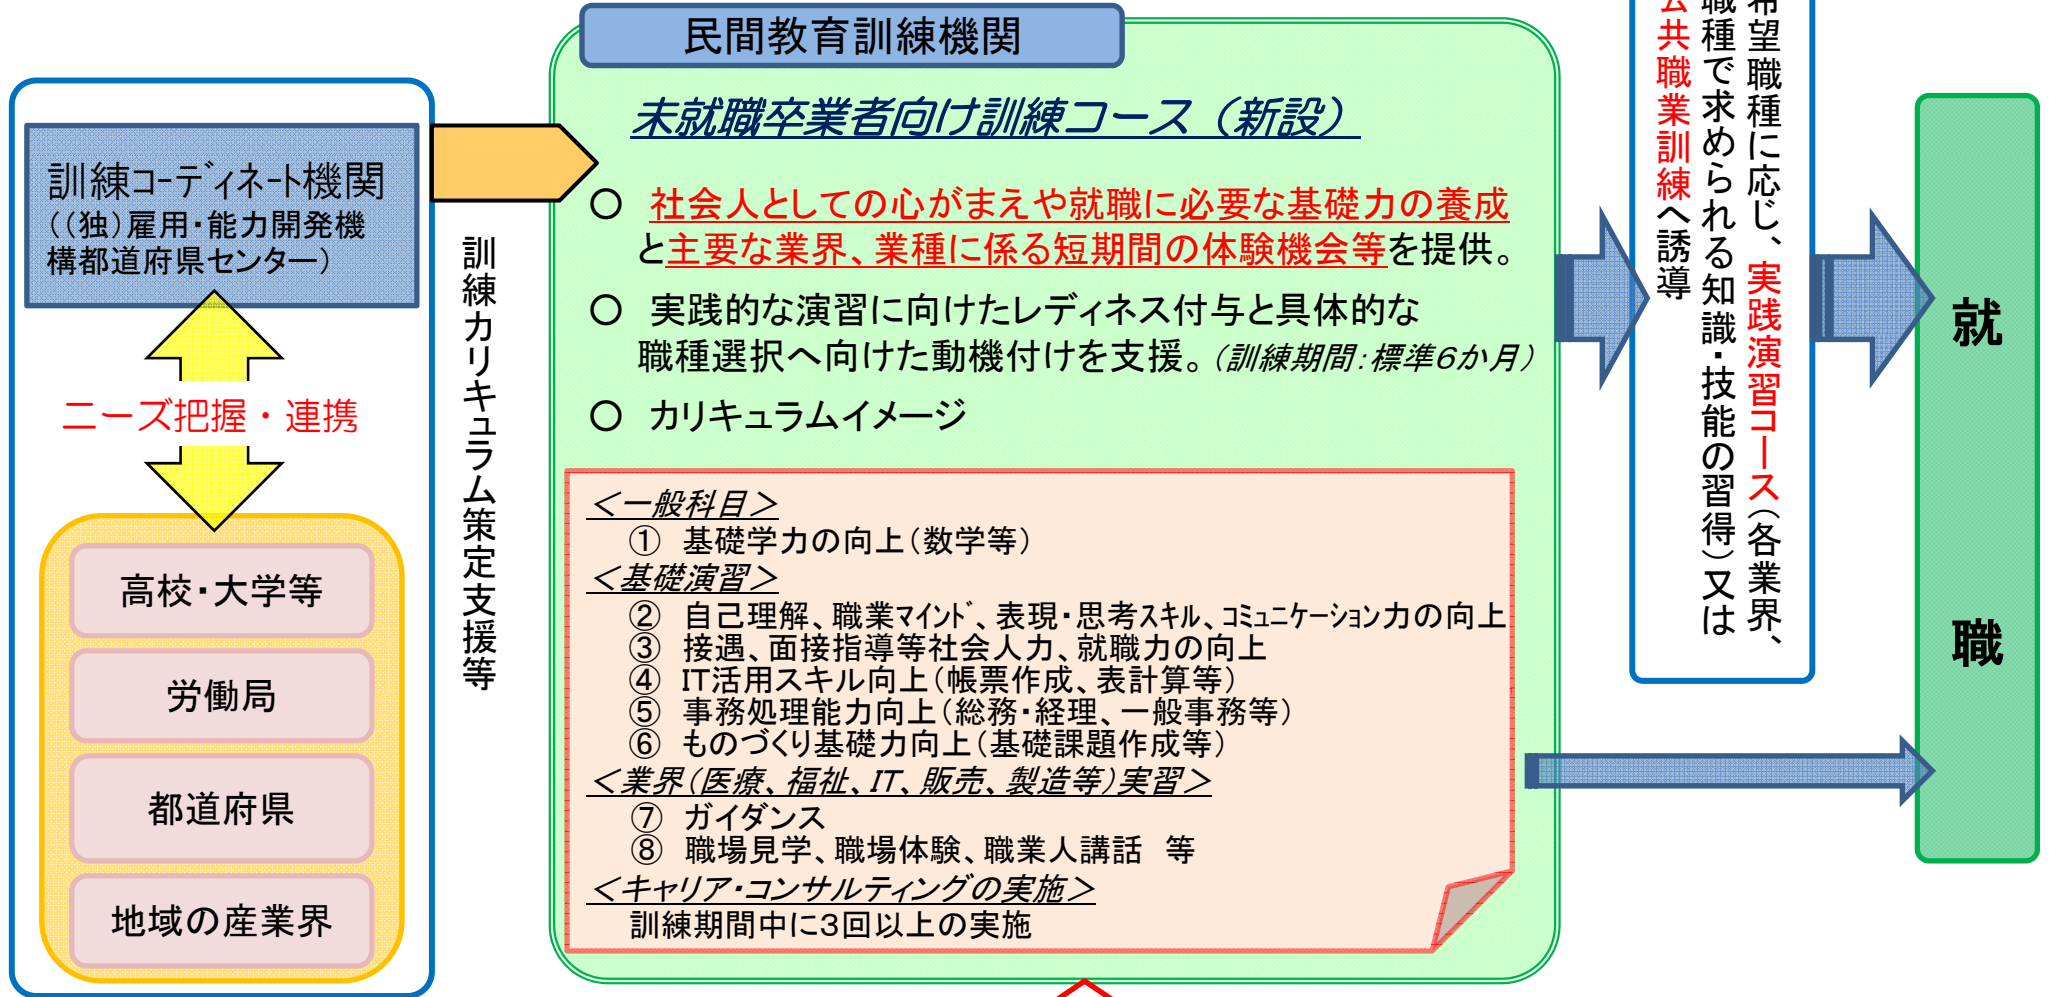 民間教育訓練機関
未就職卒業者向け訓練コース（新設）
訓練コーディネート機関
（（独）雇用・能力開発機
構都道府県センター）
ニーズ把握・連携
高校・大学等
労働局
都道府県
地域の産業界
訓練カリキュラム策定支援等
○ 社会人としての心がまえや就職に必要な基礎力の養成
と主要な業界、業種に係る短期間の体験機会等を提供。
○ 実践的な演習に向けたレディネス付与と具体的な
職種選択へ向けた動機付けを支援。（訓練期間：標準６か月）
○ カリキュラムイメージ
＜一般科目＞
① 基礎学力の向上（数学等）
＜基礎演習＞
② 自己理解、職業マインド、表現・思考スキル、コミュニケーション力の向上
③ 接遇、面接指導等社会人力、就職力の向上
④ IT活用スキル向上（帳票作成、表計算等）
⑤ 事務処理能力向上（総務・経理、一般事務等）
⑥ ものづくり基礎力向上（基礎課題作成等）
＜業界（医療、福祉、IT、販売、製造等）実習＞
⑦ ガイダンス
⑧ 職場見学、職場体験、職業人講話 等
＜キャリア・コンサルティングの実施＞
訓練期間中に３回以上の実施
希望職種に応じ、実践演習コース（各業界、
職種で求められる知識・技能の習得）又は
公共職業訓練へ誘導
就職